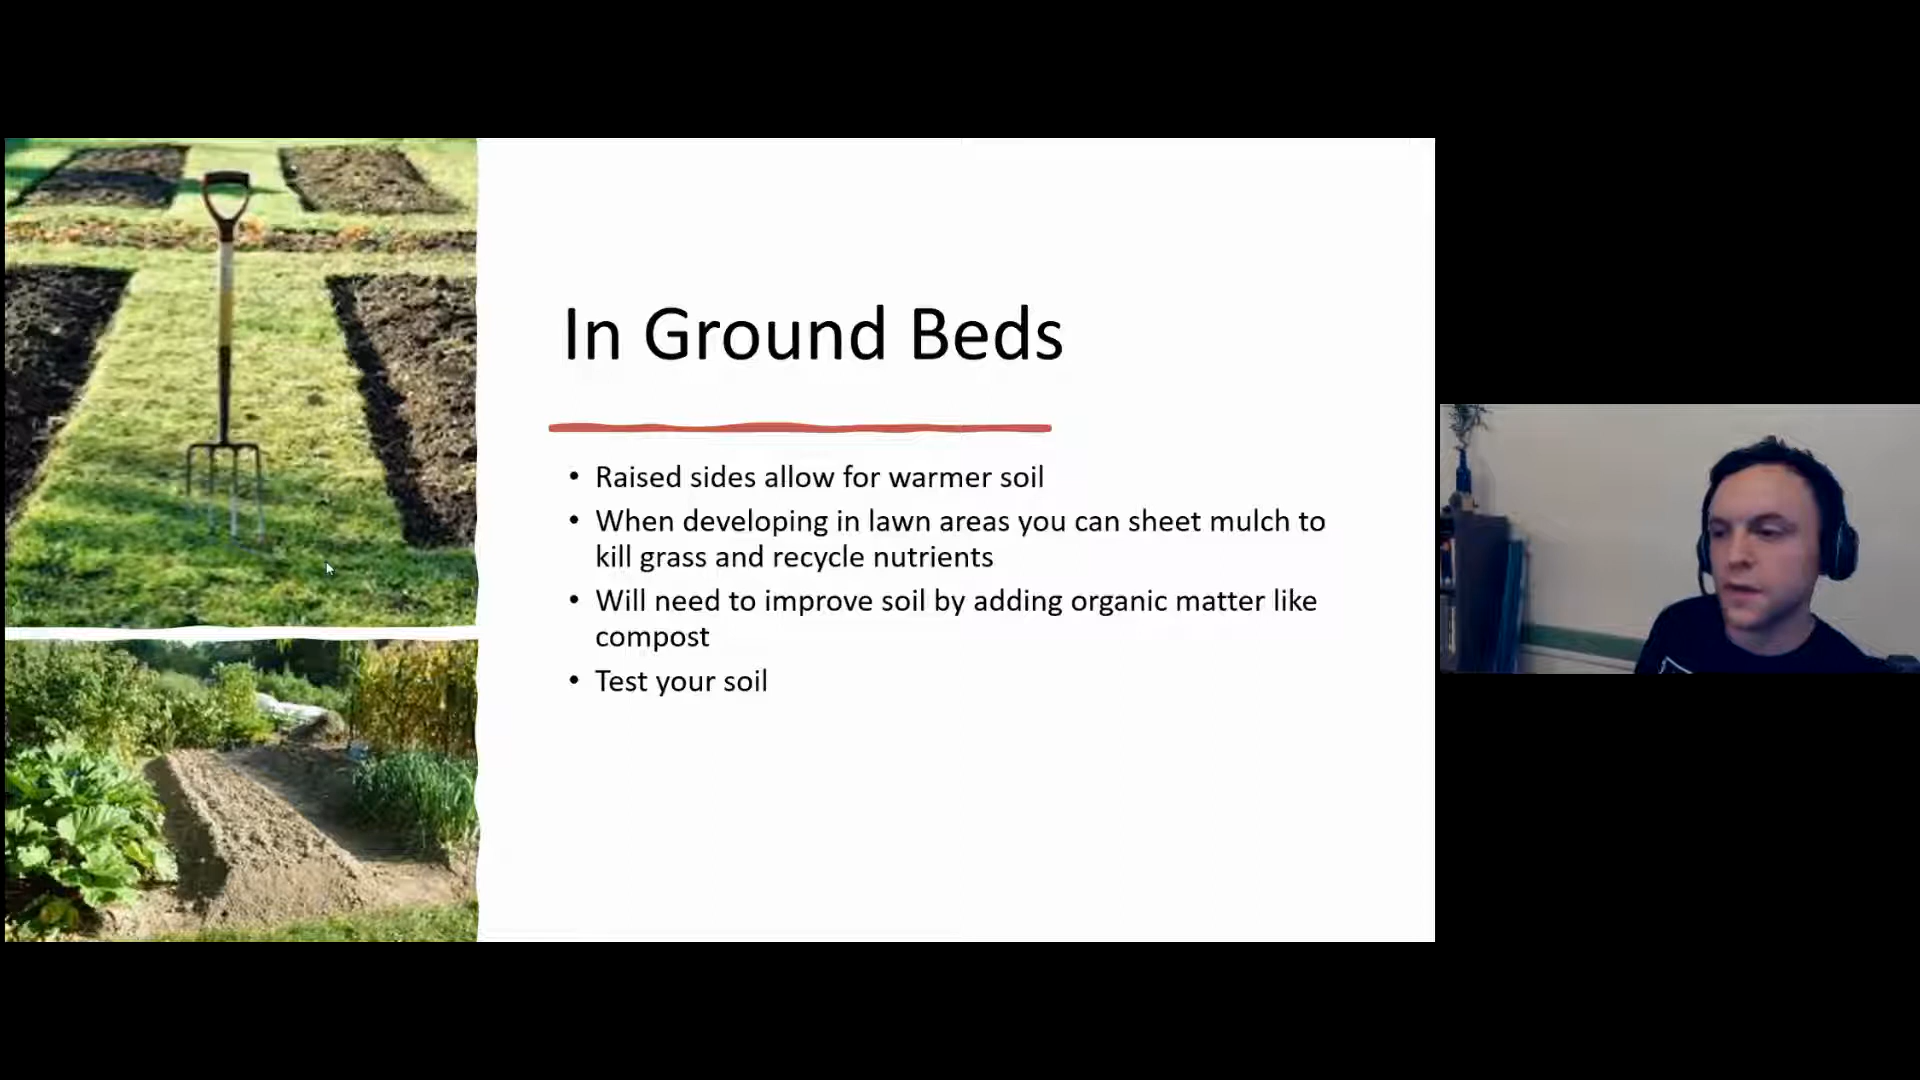 In Ground Beds
• Raised sides allow for warmer soil
• When developing in lawn areas you can sheet mulch to
kill grass and recycle nutrients
• Will need to improve soil by adding organic matter like
compost
• Test your soil